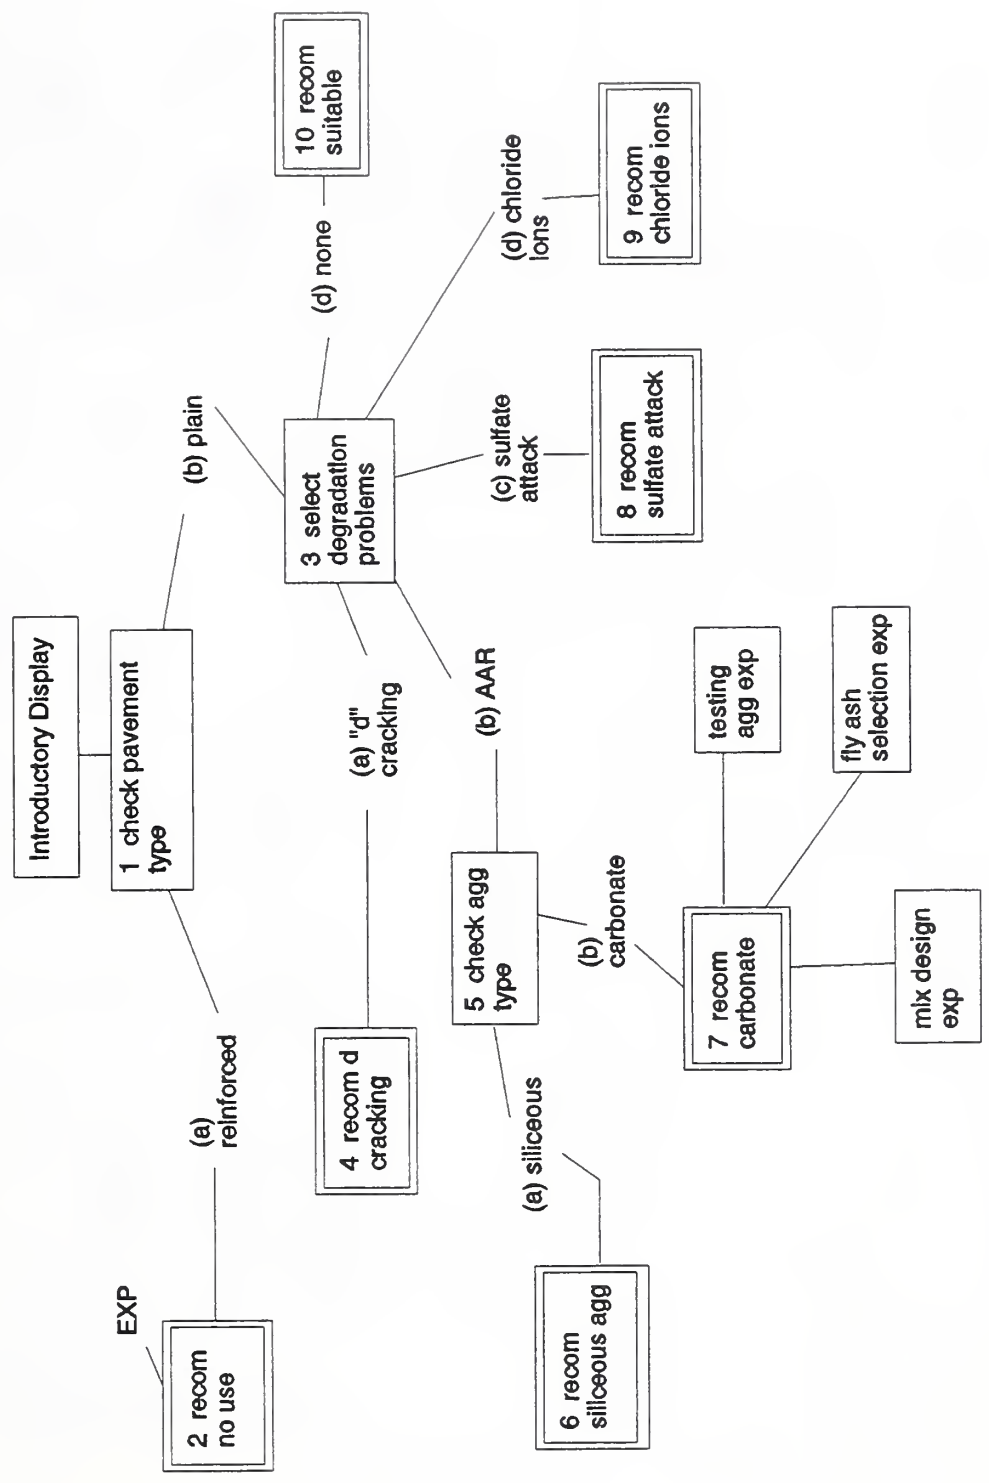 Introductory Display
1 check pavement
type
(a)
reinforced
(b) plain
EXP
2 recom
no use
3 select
degradation
problems
(d) none
10 recom
suitable
(a) "d"
cracking
4 recom d
cracking
(b) AAR
(c) sulfate
attack
(d) chloride
ions
5 check agg
type
8 recom
sulfate attack
9 recom
chloride ions
(a) siliceous
(b)
carbonate
6 recom
siliceous agg
7 recom
carbonate
testing
agg exp
fly ash
selection exp
mix design
exp